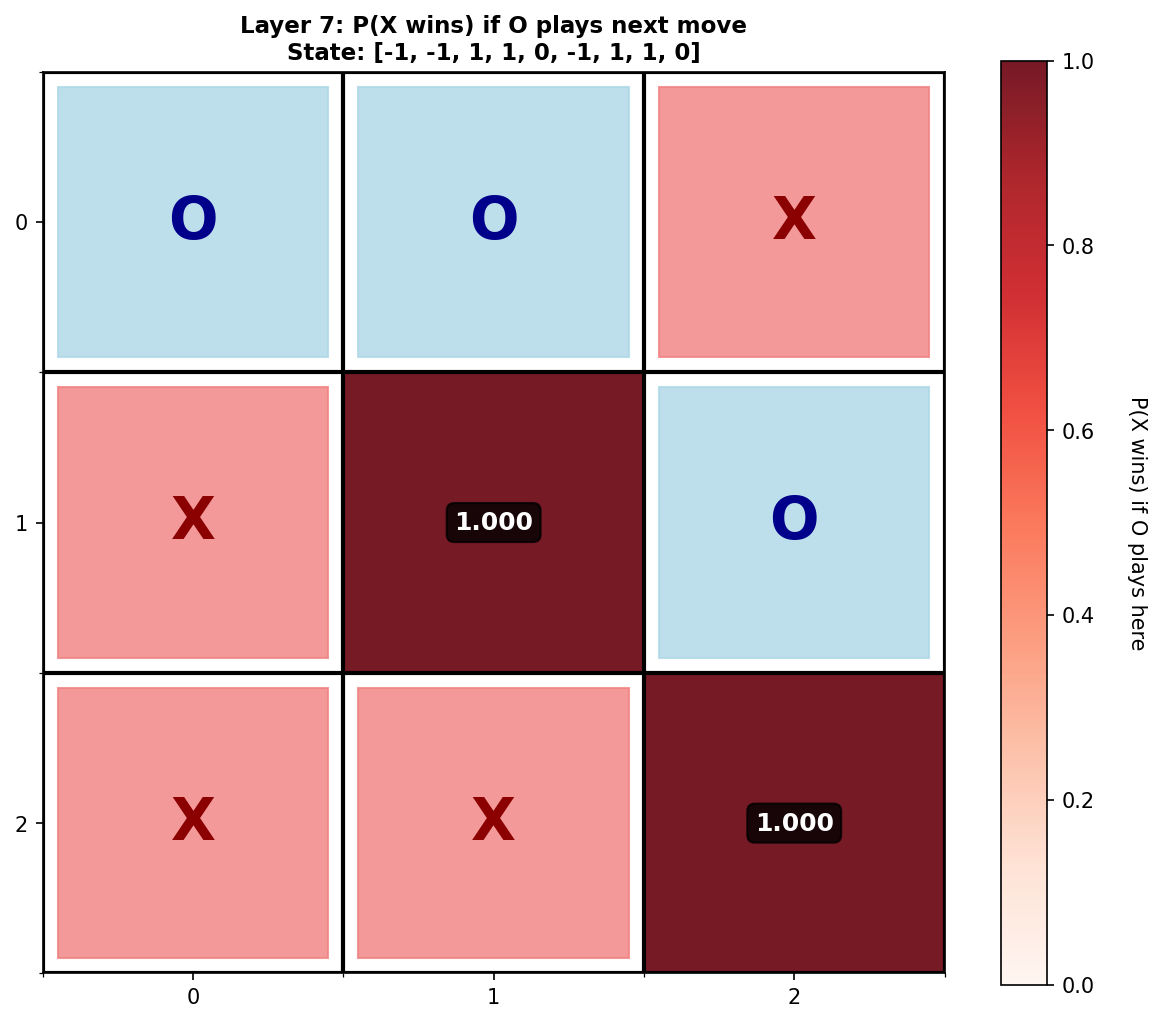 Layer 7: P(X wins) if O plays next move
State: [-1, -1, 1, 1, 0, -1, 1, 1, 0]
O
O
X
X
1.000
O
X
X
1.000
0
1
2
0
1
2
1.0
0.8
0.6
0.4
0.2
0.0
P(X wins) if O plays here